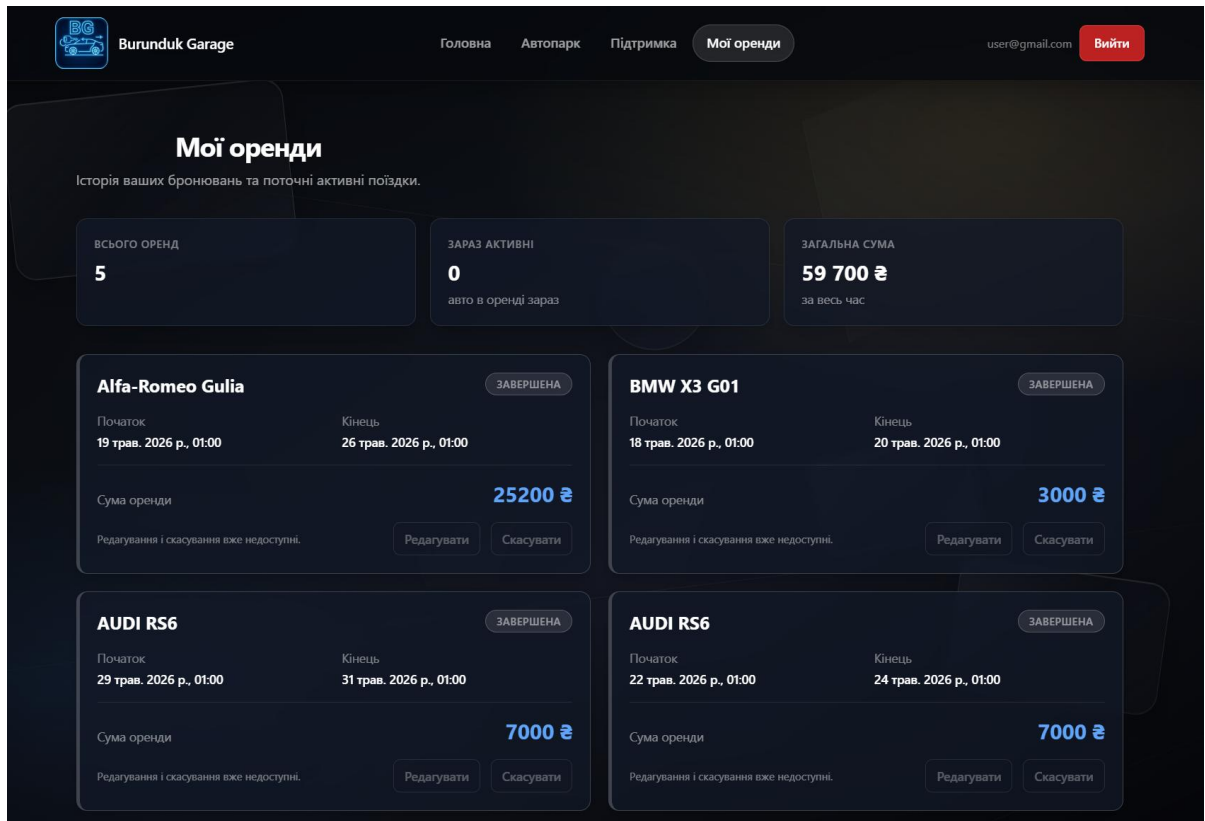 BG
Burunduk Garage
Головна Автопарк Підтримка Мої оренди
user@gmail.com Вийти
Мої оренди
Історія ваших бронювань та поточні активні поїздки.
ВСЬОГО ОРЕНД
5
ЗАРАЗ АКТИВНІ
0
авто в оренді зараз
ЗАГАЛЬНА СУМА
59 700 ₴
за весь час
Alfa-Romeo Gulia ЗАВЕРШЕНА
Початок Кінець
19 трав. 2026 р., 01:00 26 трав. 2026 р., 01:00
Сума оренди 25200 ₴
Редагування і скасування вже недоступні. Редагувати Скасувати
BMW X3 G01 ЗАВЕРШЕНА
Початок Кінець
18 трав. 2026 р., 01:00 20 трав. 2026 р., 01:00
Сума оренди 3000 ₴
Редагування і скасування вже недоступні. Редагувати Скасувати
AUDI RS6 ЗАВЕРШЕНА
Початок Кінець
29 трав. 2026 р., 01:00 31 трав. 2026 р., 01:00
Сума оренди 7000 ₴
Редагування і скасування вже недоступні. Редагувати Скасувати
AUDI RS6 ЗАВЕРШЕНА
Початок Кінець
22 трав. 2026 р., 01:00 24 трав. 2026 р., 01:00
Сума оренди 7000 ₴
Редагування і скасування вже недоступні. Редагувати Скасувати